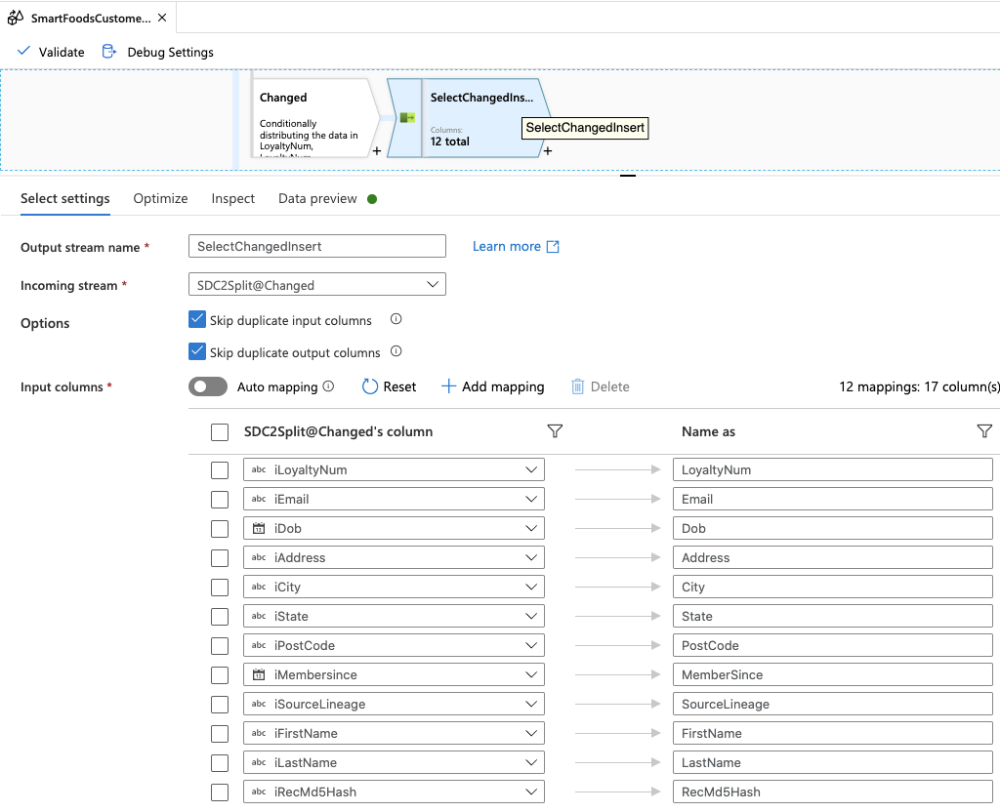 SmartFoodsCustome...
Validate Debug Settings
Changed
Conditionally
distributing the data in
LoyaltyNum,
SelectChangedIns...
Columns:
12 total
SelectChangedInsert
Select settings Optimize Inspect Data preview
Output stream name * SelectChangedInsert Learn more
Incoming stream * SDC2Split@Changed
Options Skip duplicate input columns
Skip duplicate output columns
Input columns * Auto mapping Reset Add mapping Delete 12 mappings: 17 column(s)
SDC2Split@Changed's column Name as
abc iLoyaltyNum LoyaltyNum
abc iEmail Email
12 iDob Dob
abc iAddress Address
abc iCity City
abc iState State
abc iPostCode PostCode
12 iMembersince MemberSince
abc iSourceLineage SourceLineage
abc iFirstName FirstName
abc iLastName LastName
abc iRecMd5Hash RecMd5Hash